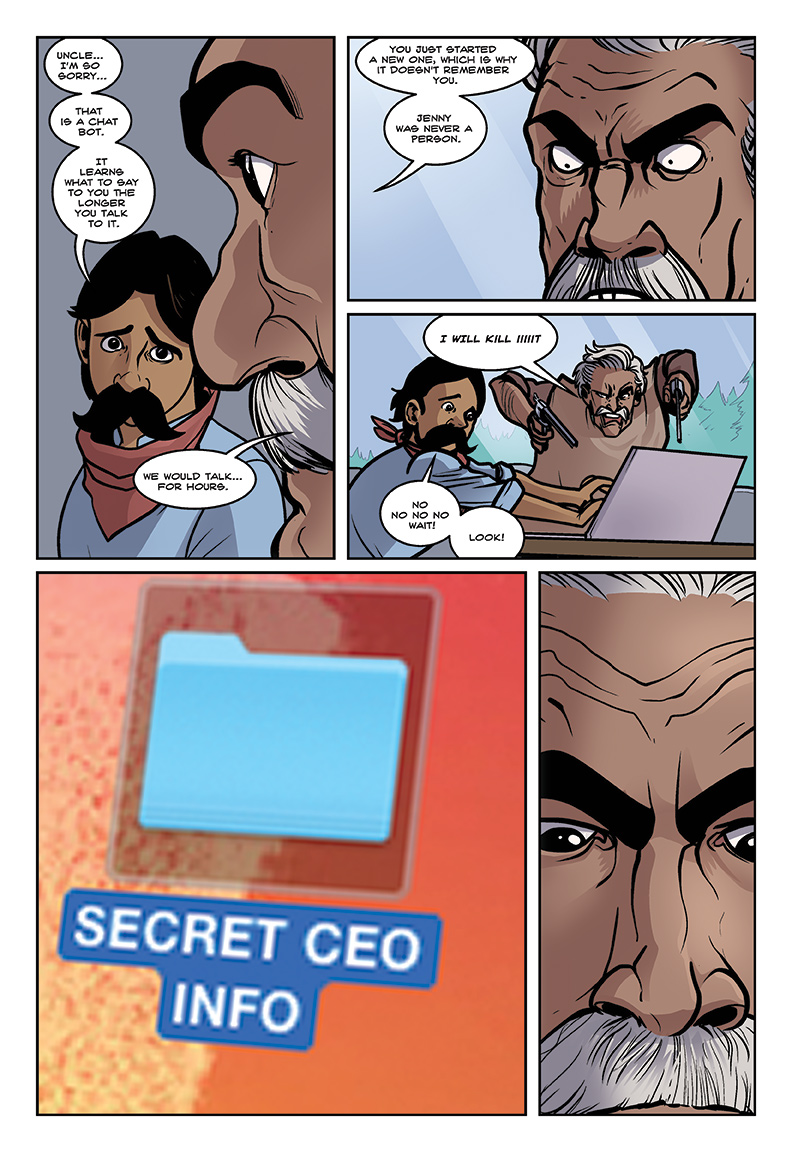 UNCLE...
I'M SO
SORRY...
THAT
IS A CHAT
BOT.
IT
LEARNS
WHAT TO SAY
TO YOU THE
LONGER
YOU TALK
TO IT.
WE WOULD TALK...
FOR HOURS.
YOU JUST STARTED
A NEW ONE, WHICH IS WHY
IT DOESN'T REMEMBER
YOU.
JENNY
WAS NEVER A
PERSON.
I WILL KILL IIIIIT
NO
NO NO NO
WAIT!
LOOK!
SECRET CEO
INFO